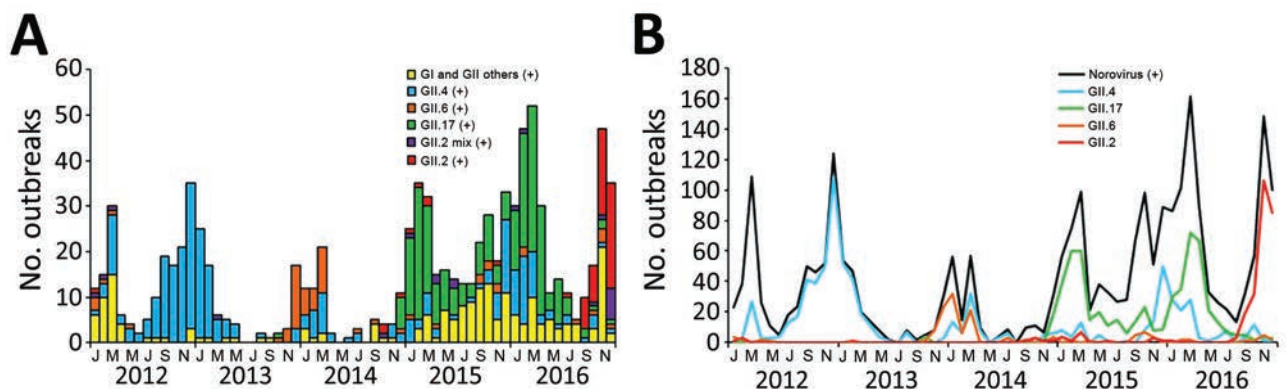 A
No. outbreaks
60
50
40
30
20
10
0
GI and GII others (+)
GII.4 (+)
GII.6 (+)
GII.17 (+)
GII.2 mix (+)
GII.2 (+)
J M M J S N J M M J S N J M M J S N J M M J S N J M M J S N
2012 2013 2014 2015 2016
B
No. outbreaks
180
160
140
120
100
80
60
40
20
0
Norovirus (+)
GII.4
GII.17
GII.6
GII.2
J M M J S N J M M J S N J M M J S N J M M J S N J M M J S N
2012 2013 2014 2015 2016